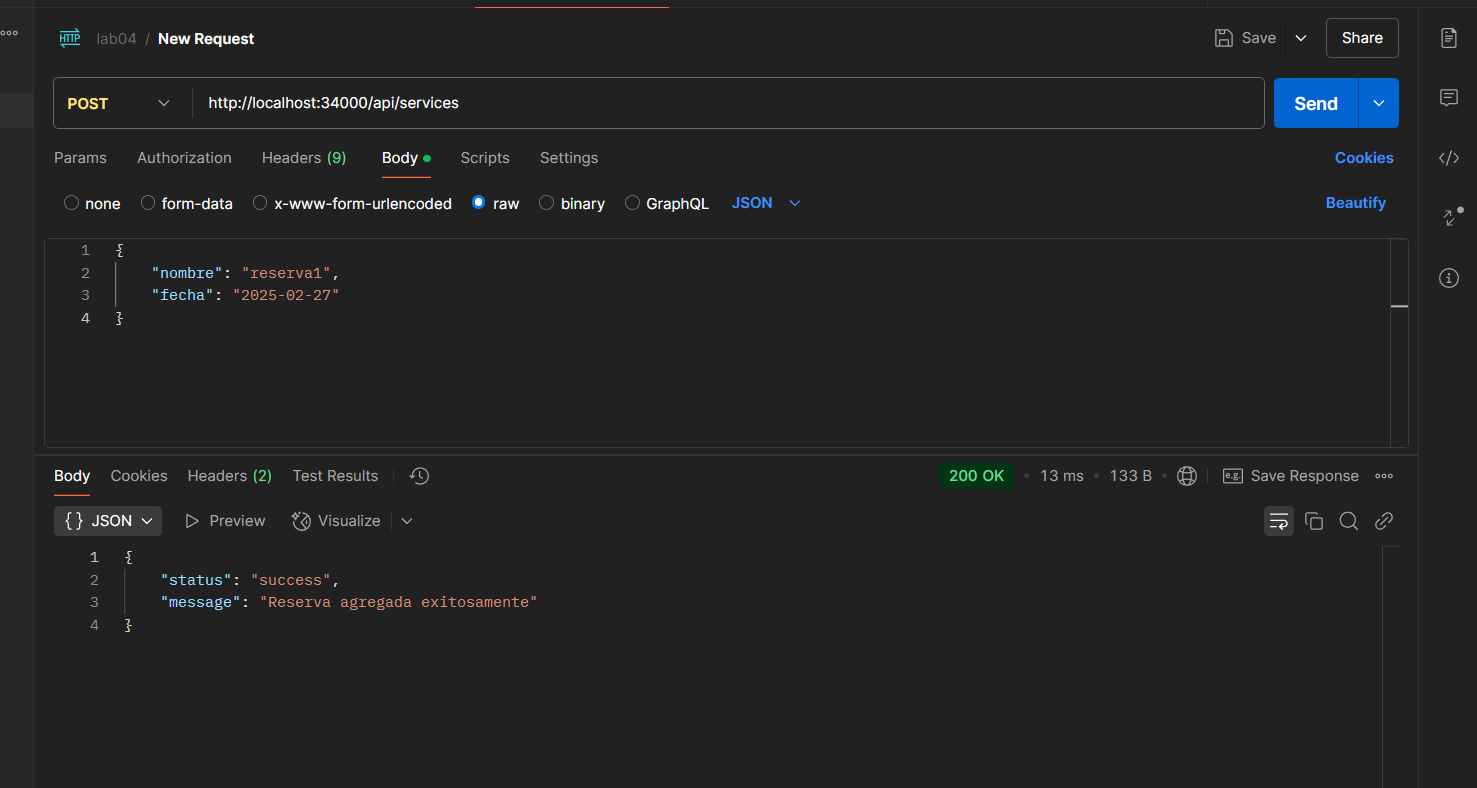 HTTP lab04 / New Request Save Share
POST http://localhost:34000/api/services Send
Params Authorization Headers (9) Body Scripts Settings Cookies
none form-data x-www-form-urlencoded raw binary GraphQL JSON Beautify
1 {
2 "nombre": "reserva1",
3 "fecha": "2025-02-27"
4 }
Body Cookies Headers (2) Test Results 200 OK • 13 ms • 133 B • e.g. Save Response
{} JSON Preview Visualize
1 {
2 "status": "success",
3 "message": "Reserva agregada exitosamente"
4 }